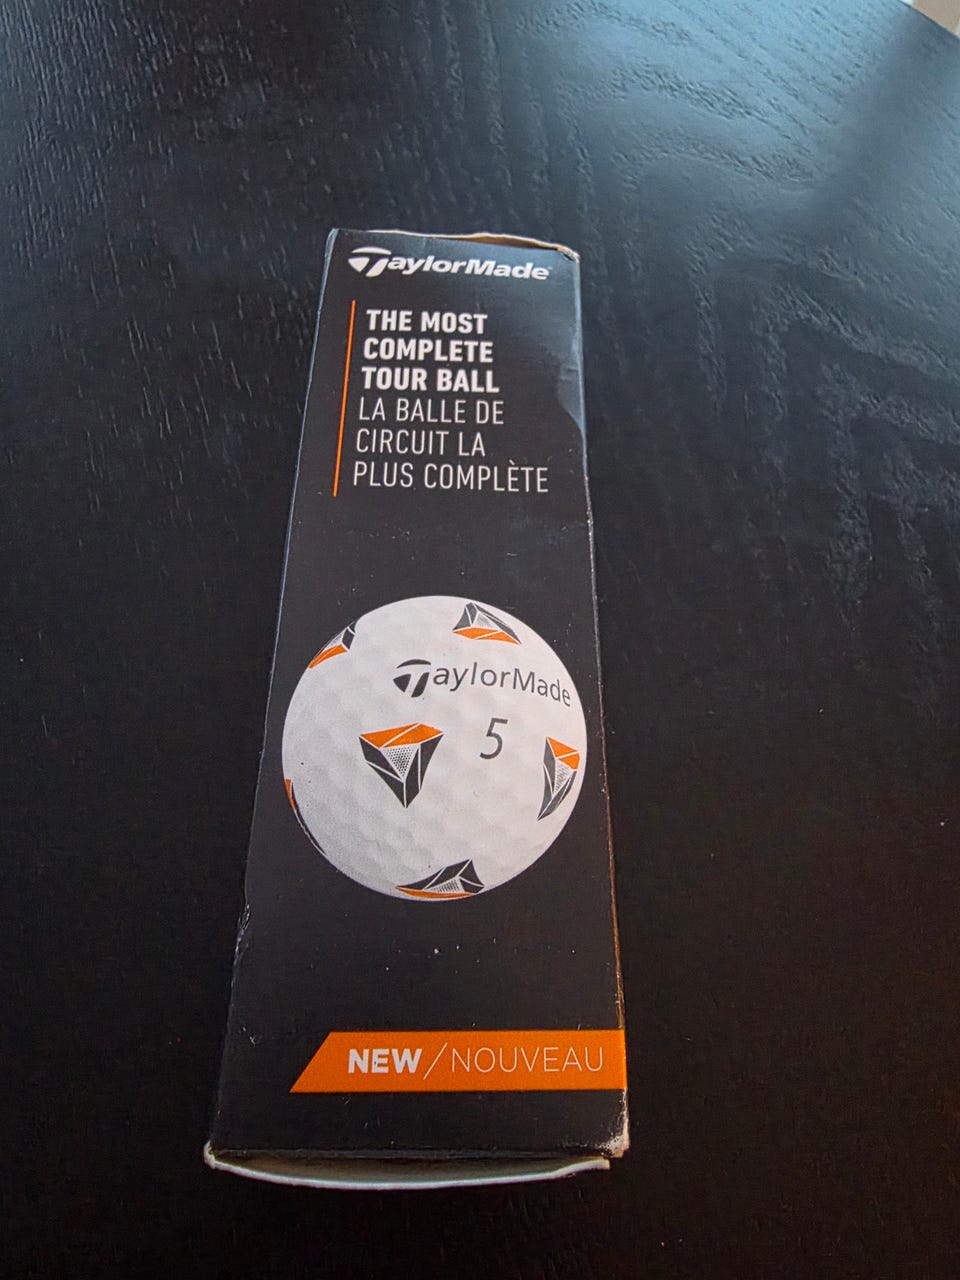 TaylorMade
THE MOST
COMPLETE
TOUR BALL
LA BALLE DE
CIRCUIT LA
PLUS COMPLÈTE
TaylorMade
5
NEW/NOUVEAU